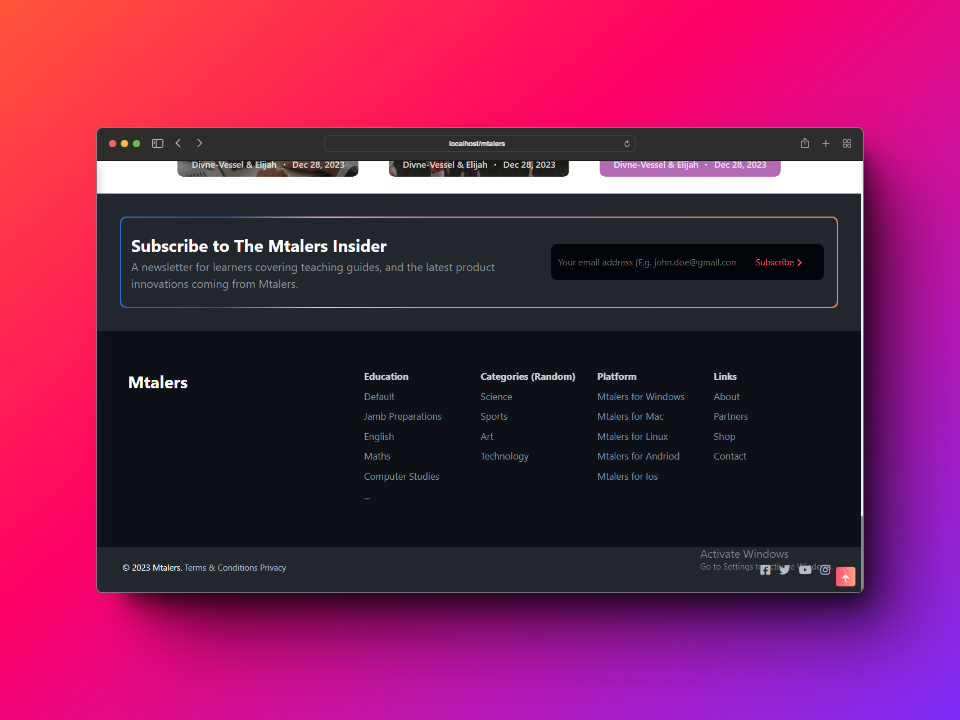 localhost/mtalers
Divne-Vessel & Elijah • Dec 28, 2023
Divne-Vessel & Elijah • Dec 28, 2023
Divne-Vessel & Elijah • Dec 28, 2023
Subscribe to The Mtalers Insider
A newsletter for learners covering teaching guides, and the latest product
innovations coming from Mtalers.
Your email address (E.g. john.doe@gmail.com
Subscribe
Mtalers
Education
Default
Jamb Preparations
English
Maths
Computer Studies
...
Categories (Random)
Science
Sports
Art
Technology
Platform
Mtalers for Windows
Mtalers for Mac
Mtalers for Linux
Mtalers for Andriod
Mtalers for Ios
Links
About
Partners
Shop
Contact
© 2023 Mtalers. Terms & Conditions Privacy
Activate Windows
Go to Settings to activate Windows.